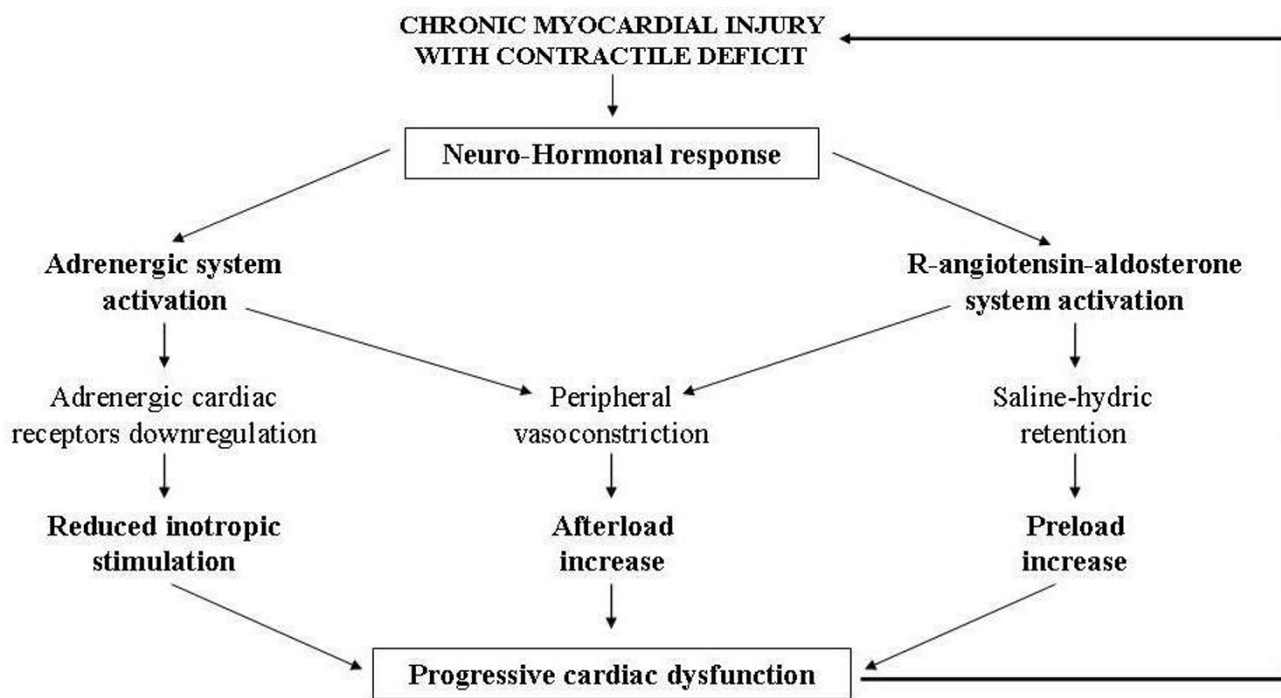 CHRONIC MYOCARDIAL INJURY
WITH CONTRACTILE DEFICIT
Neuro-Hormonal response
Adrenergic system
activation
R-angiotensin-aldosterone
system activation
Adrenergic cardiac
receptors downregulation
Peripheral
vasoconstriction
Saline-hydric
retention
Reduced inotropic
stimulation
Afterload
increase
Preload
increase
Progressive cardiac dysfunction